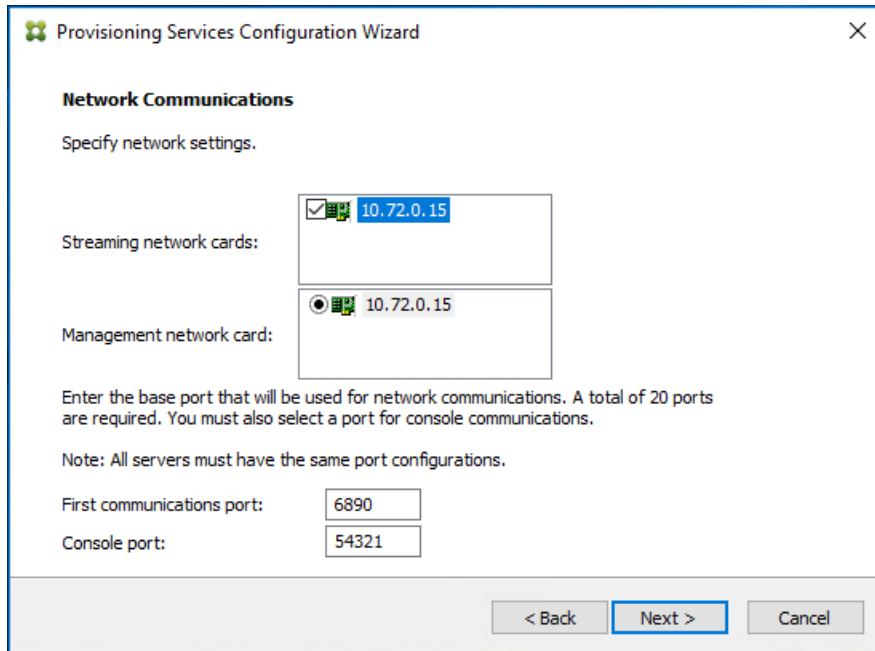 Provisioning Services Configuration Wizard
Network Communications
Specify network settings.
10.72.0.15
Streaming network cards:
10.72.0.15
Management network card:
Enter the base port that will be used for network communications. A total of 20 ports
are required. You must also select a port for console communications.
Note: All servers must have the same port configurations.
First communications port: 6890
Console port: 54321
< Back Next > Cancel